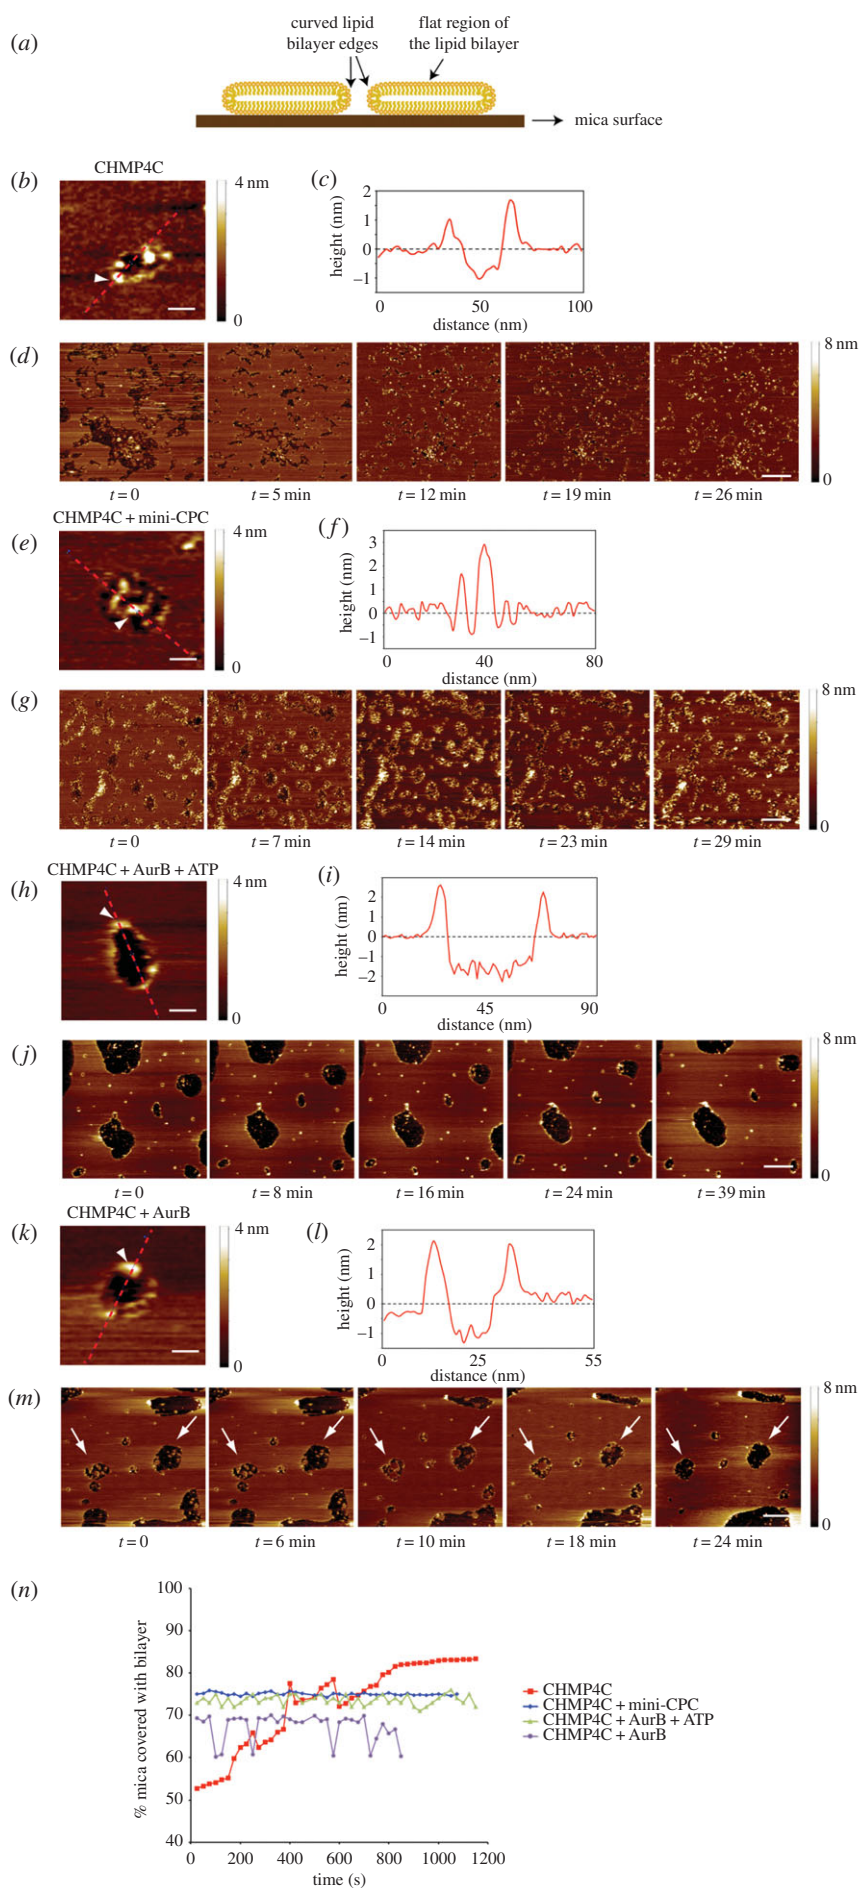 (a)
curved lipid
bilayer edges
flat region of
the lipid bilayer
mica surface
(b)
CHMP4C
4 nm
0
(c)
height (nm)
2
1
0
−1
0 50 100
distance (nm)
(d)
8 nm
0
t = 0 t = 5 min t = 12 min t = 19 min t = 26 min
(e)
CHMP4C + mini-CPC
4 nm
0
(f)
height (nm)
3
2
1
0
−1
0 40 80
distance (nm)
(g)
8 nm
0
t = 0 t = 7 min t = 14 min t = 23 min t = 29 min
(h)
CHMP4C + AurB + ATP
4 nm
0
(i)
height (nm)
2
1
0
−1
−2
0 45 90
distance (nm)
(j)
8 nm
0
t = 0 t = 8 min t = 16 min t = 24 min t = 39 min
(k)
CHMP4C + AurB
4 nm
0
(l)
height (nm)
2
1
0
−1
0 25 55
distance (nm)
(m)
8 nm
0
t = 0 t = 6 min t = 10 min t = 18 min t = 24 min
(n)
% mica covered with bilayer
100
90
80
70
60
50
40
0 200 400 600 800 1000 1200
time (s)
CHMP4C
CHMP4C + mini-CPC
CHMP4C + AurB + ATP
CHMP4C + AurB